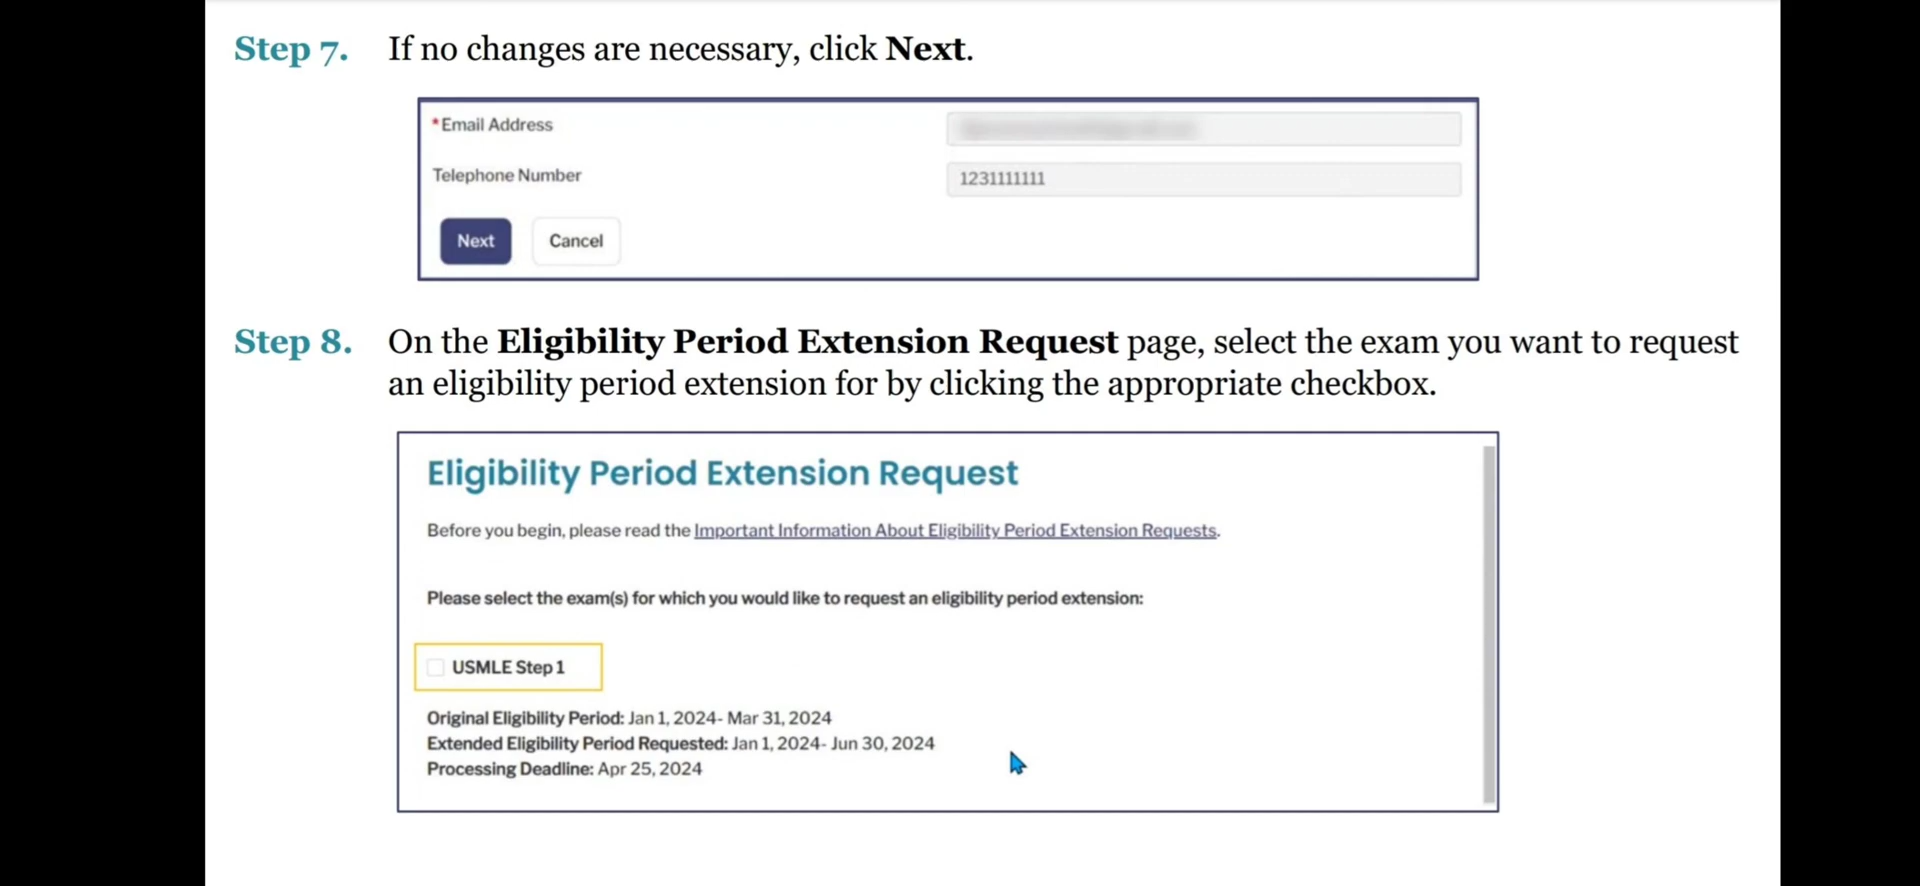 Step 7. If no changes are necessary, click Next.
*Email Address
Telephone Number 1231111111
Next Cancel
Step 8. On the Eligibility Period Extension Request page, select the exam you want to request
an eligibility period extension for by clicking the appropriate checkbox.
Eligibility Period Extension Request
Before you begin, please read the Important Information About Eligibility Period Extension Requests.
Please select the exam(s) for which you would like to request an eligibility period extension:
USMLE Step 1
Original Eligibility Period: Jan 1, 2024- Mar 31, 2024
Extended Eligibility Period Requested: Jan 1, 2024- Jun 30, 2024
Processing Deadline: Apr 25, 2024